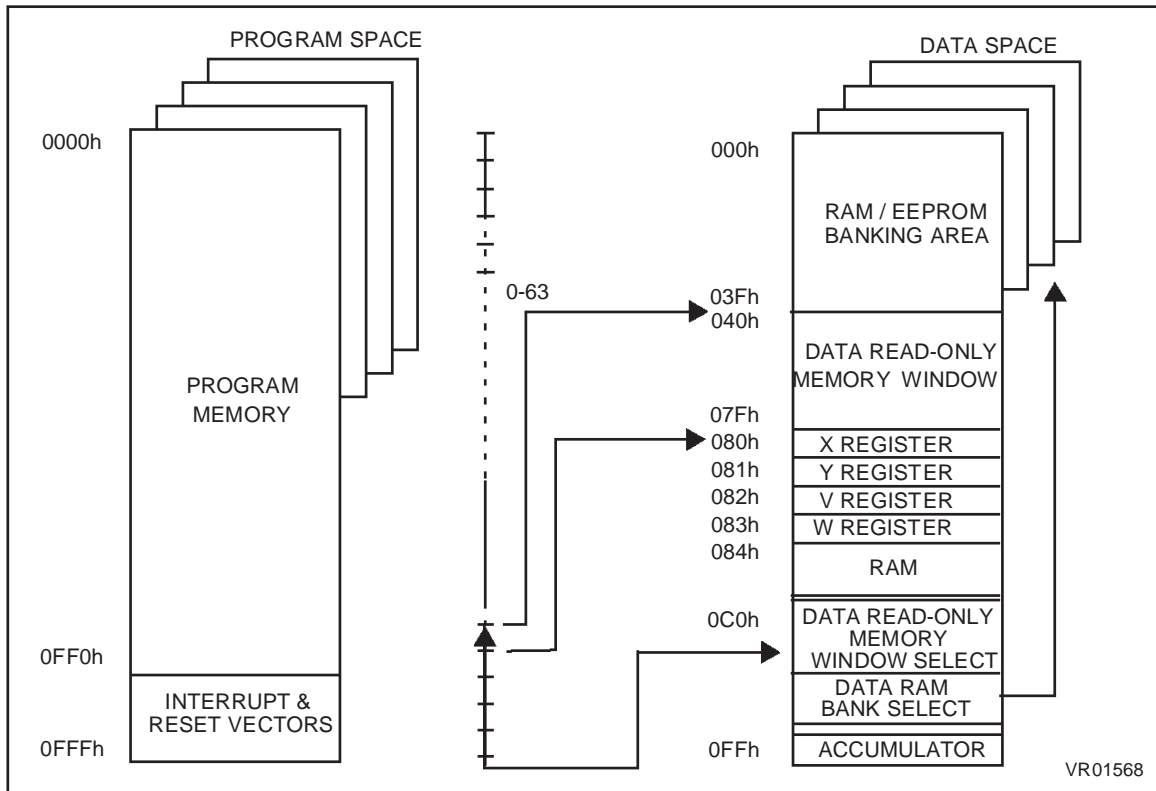 PROGRAM SPACE
0000h
PROGRAM
MEMORY
0FF0h
INTERRUPT &
RESET VECTORS
0FFFh
0-63
DATA SPACE
000h
RAM / EEPROM
BANKING AREA
03Fh
040h
DATA READ-ONLY
MEMORY WINDOW
07Fh
080h
X REGISTER
081h
Y REGISTER
082h
V REGISTER
083h
W REGISTER
084h
RAM
0C0h
DATA READ-ONLY
MEMORY
WINDOW SELECT
DATA RAM
BANK SELECT
0FFh
ACCUMULATOR
VR01568